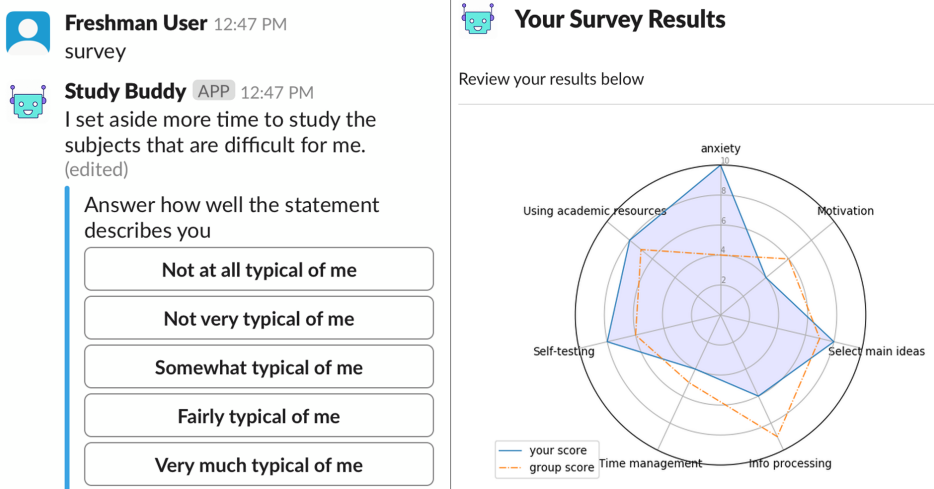 Freshman User 12:47 PM
survey
Study Buddy APP 12:47 PM
I set aside more time to study the
subjects that are difficult for me.
(edited)
Answer how well the statement
describes you
Not at all typical of me
Not very typical of me
Somewhat typical of me
Fairly typical of me
Very much typical of me
Your Survey Results
Review your results below
anxiety
10
8
6
4
2
Using academic resources
Motivation
Self-testing
Select main ideas
Time management
Info processing
your score
group score